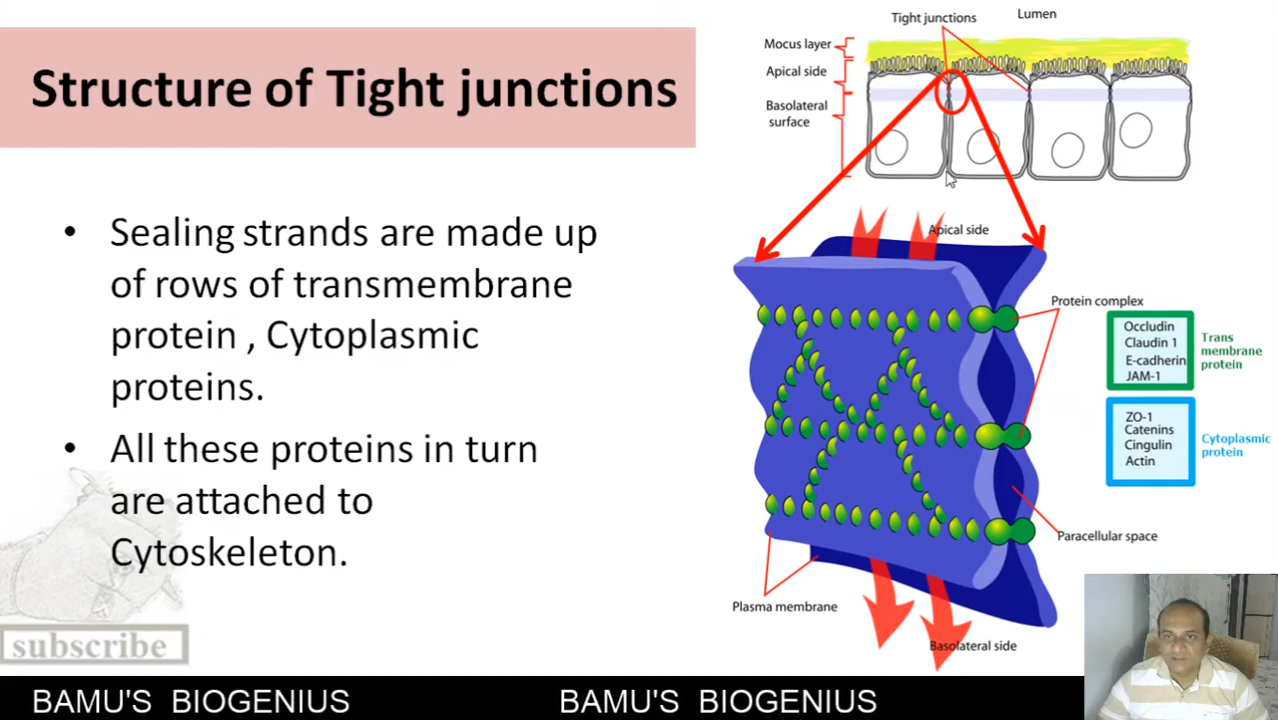 Structure of Tight junctions
• Sealing strands are made up
of rows of transmembrane
protein , Cytoplasmic
proteins.
• All these proteins in turn
are attached to
Cytoskeleton.
subscribe
Tight junctions
Lumen
Mocus layer
Apical side
Basolateral
surface
Apical side
Protein complex
Occludin
Claudin 1
E-cadherin
JAM-1
Trans
membrane
protein
ZO-1
Catenins
Cingulin
Actin
Cytoplasmic
protein
Paracellular space
Plasma membrane
Basolateral side
BAMU'S BIOGENIUS
BAMU'S BIOGENIUS